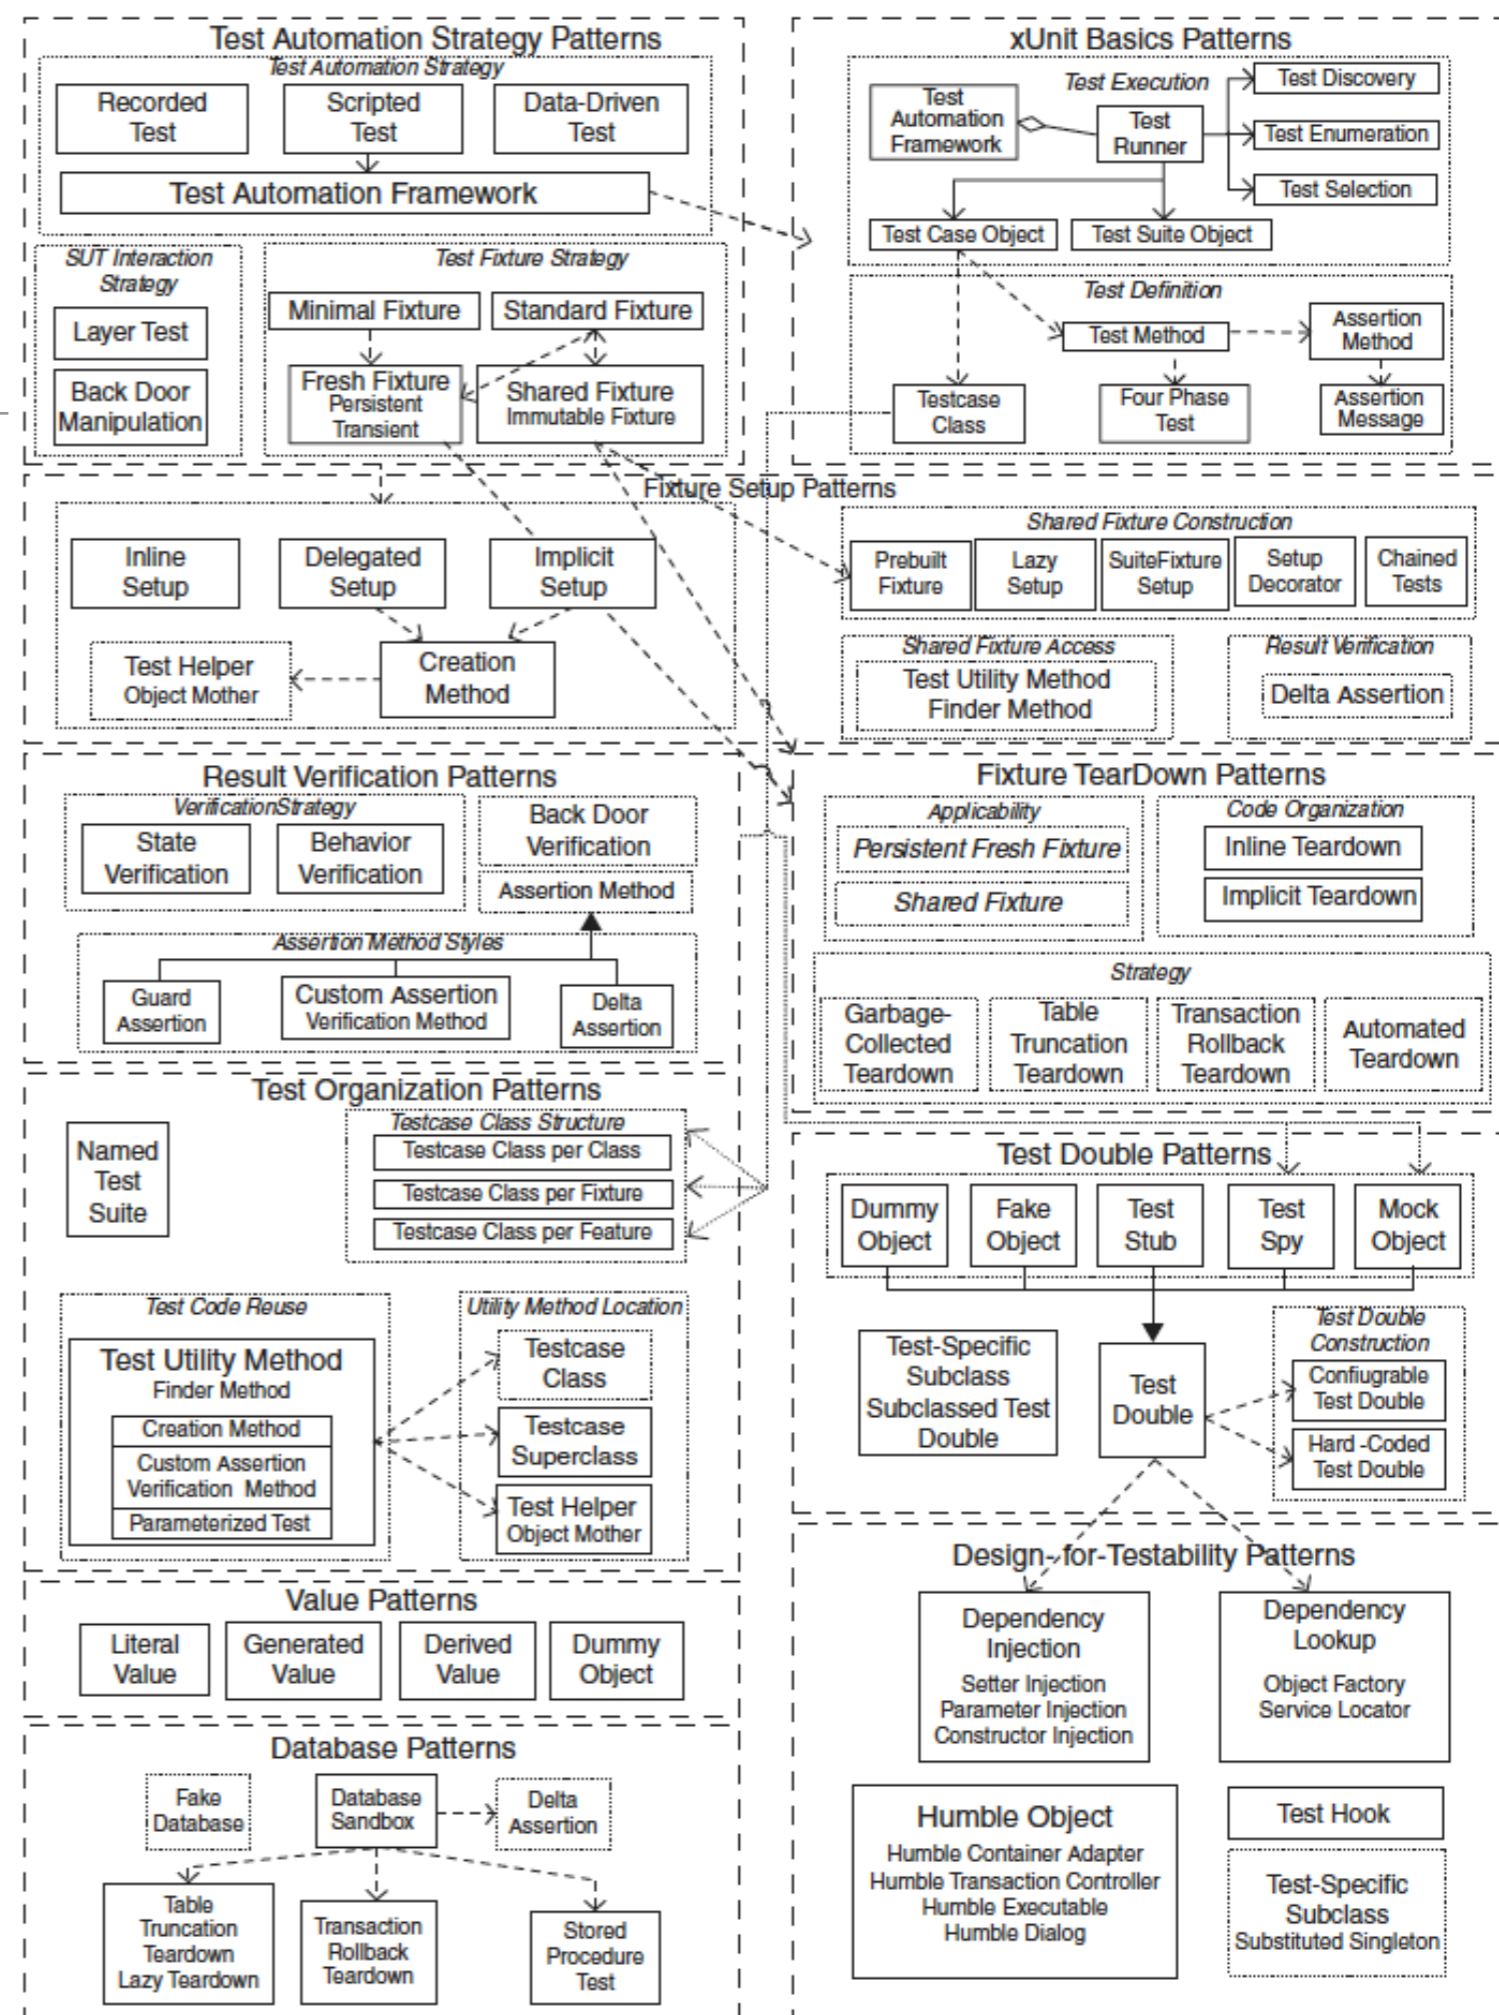 Test Automation Strategy Patterns
Test Automation Strategy
Recorded
Test
Scripted
Test
Data-Driven
Test
Test Automation Framework
SUT Interaction
Strategy
Layer Test
Back Door
Manipulation
Test Fixture Strategy
Minimal Fixture
Standard Fixture
Fresh Fixture
Persistent
Transient
Shared Fixture
Immutable Fixture
xUnit Basics Patterns
Test Execution
Test
Automation
Framework
Test
Runner
Test Discovery
Test Enumeration
Test Selection
Test Case Object
Test Suite Object
Test Definition
Test Method
Assertion
Method
Testcase
Class
Four Phase
Test
Assertion
Message
Fixture Setup Patterns
Inline
Setup
Delegated
Setup
Implicit
Setup
Test Helper
Object Mother
Creation
Method
Shared Fixture Construction
Prebuilt
Fixture
Lazy
Setup
SuiteFixture
Setup
Setup
Decorator
Chained
Tests
Shared Fixture Access
Test Utility Method
Finder Method
Result Verification
Delta Assertion
Result Verification Patterns
VerificationStrategy
State
Verification
Behavior
Verification
Back Door
Verification
Assertion Method
Assertion Method Styles
Guard
Assertion
Custom Assertion
Verification Method
Delta
Assertion
Fixture TearDown Patterns
Applicability
Persistent Fresh Fixture
Shared Fixture
Code Organization
Inline Teardown
Implicit Teardown
Strategy
Garbage-
Collected
Teardown
Table
Truncation
Teardown
Transaction
Rollback
Teardown
Automated
Teardown
Test Organization Patterns
Named
Test
Suite
Testcase Class Structure
Testcase Class per Class
Testcase Class per Fixture
Testcase Class per Feature
Test Code Reuse
Test Utility Method
Finder Method
Creation Method
Custom Assertion
Verification Method
Parameterized Test
Utility Method Location
Testcase
Class
Testcase
Superclass
Test Helper
Object Mother
Test Double Patterns
Dummy
Object
Fake
Object
Test
Stub
Test
Spy
Mock
Object
Test-Specific
Subclass
Subclassed Test
Double
Test
Double
Test Double
Construction
Confiugrable
Test Double
Hard -Coded
Test Double
Value Patterns
Literal
Value
Generated
Value
Derived
Value
Dummy
Object
Design-for-Testability Patterns
Dependency
Injection
Setter Injection
Parameter Injection
Constructor Injection
Dependency
Lookup
Object Factory
Service Locator
Humble Object
Humble Container Adapter
Humble Transaction Controller
Humble Executable
Humble Dialog
Test Hook
Test-Specific
Subclass
Substituted Singleton
Database Patterns
Fake
Database
Database
Sandbox
Delta
Assertion
Table
Truncation
Teardown
Lazy Teardown
Transaction
Rollback
Teardown
Stored
Procedure
Test